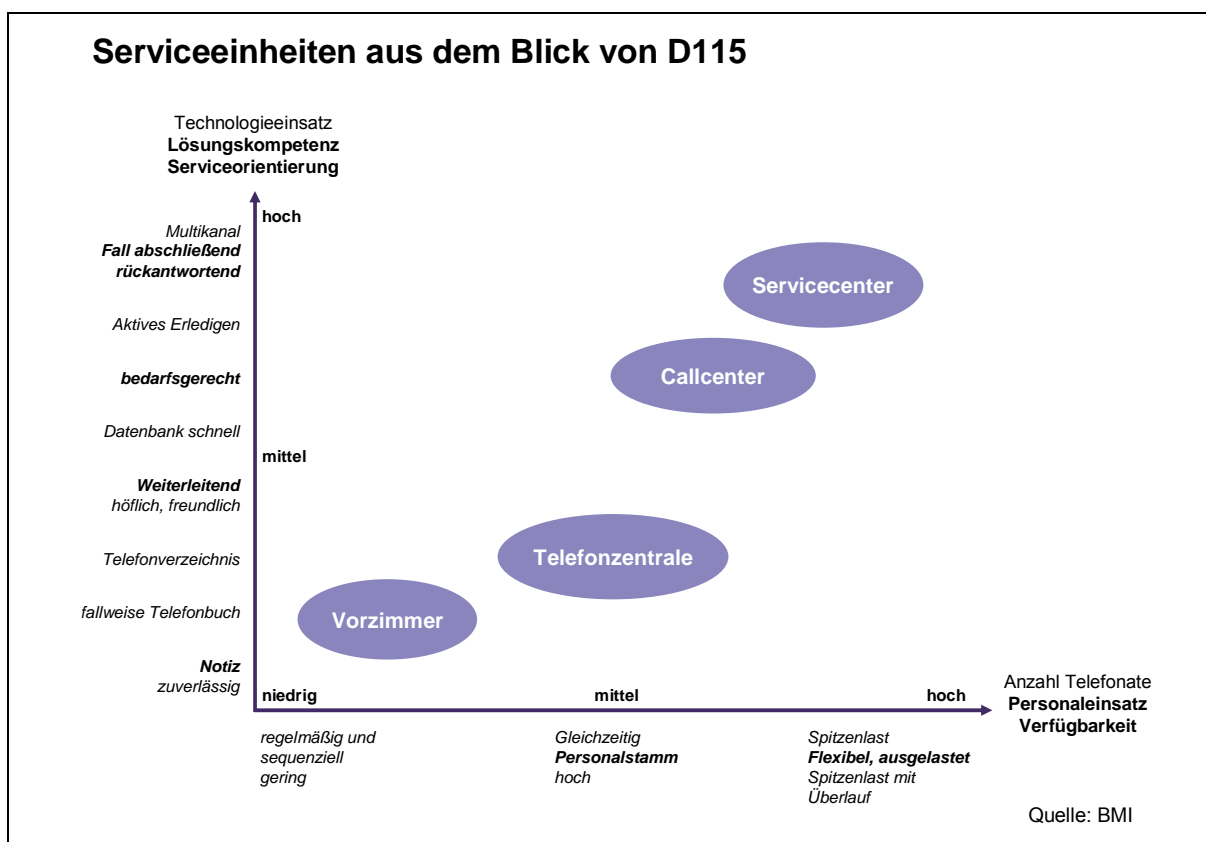 Serviceeinheiten aus dem Blick von D115
Technologieeinsatz
Lösungskompetenz
Serviceorientierung
hoch
Multikanal
Fall abschließend
rückantwortend
Servicecenter
Aktives Erledigen
Callcenter
bedarfsgerecht
Datenbank schnell
mittel
Weiterleitend
höflich, freundlich
Telefonzentrale
Telefonverzeichnis
fallweise Telefonbuch
Vorzimmer
Notiz
zuverlässig
niedrig
mittel
hoch
Anzahl Telefonate
Personaleinsatz
Verfügbarkeit
regelmäßig und
sequenziell
gering
Gleichzeitig
Personalstamm
hoch
Spitzenlast
Flexibel, ausgelastet
Spitzenlast mit
Überlauf
Quelle: BMI